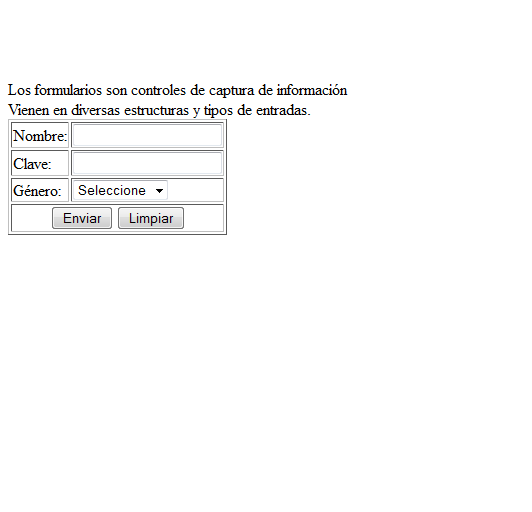 Los formularios son controles de captura de información
Vienen en diversas estructuras y tipos de entradas.
Nombre:
Clave:
Género: Seleccione
Enviar Limpiar